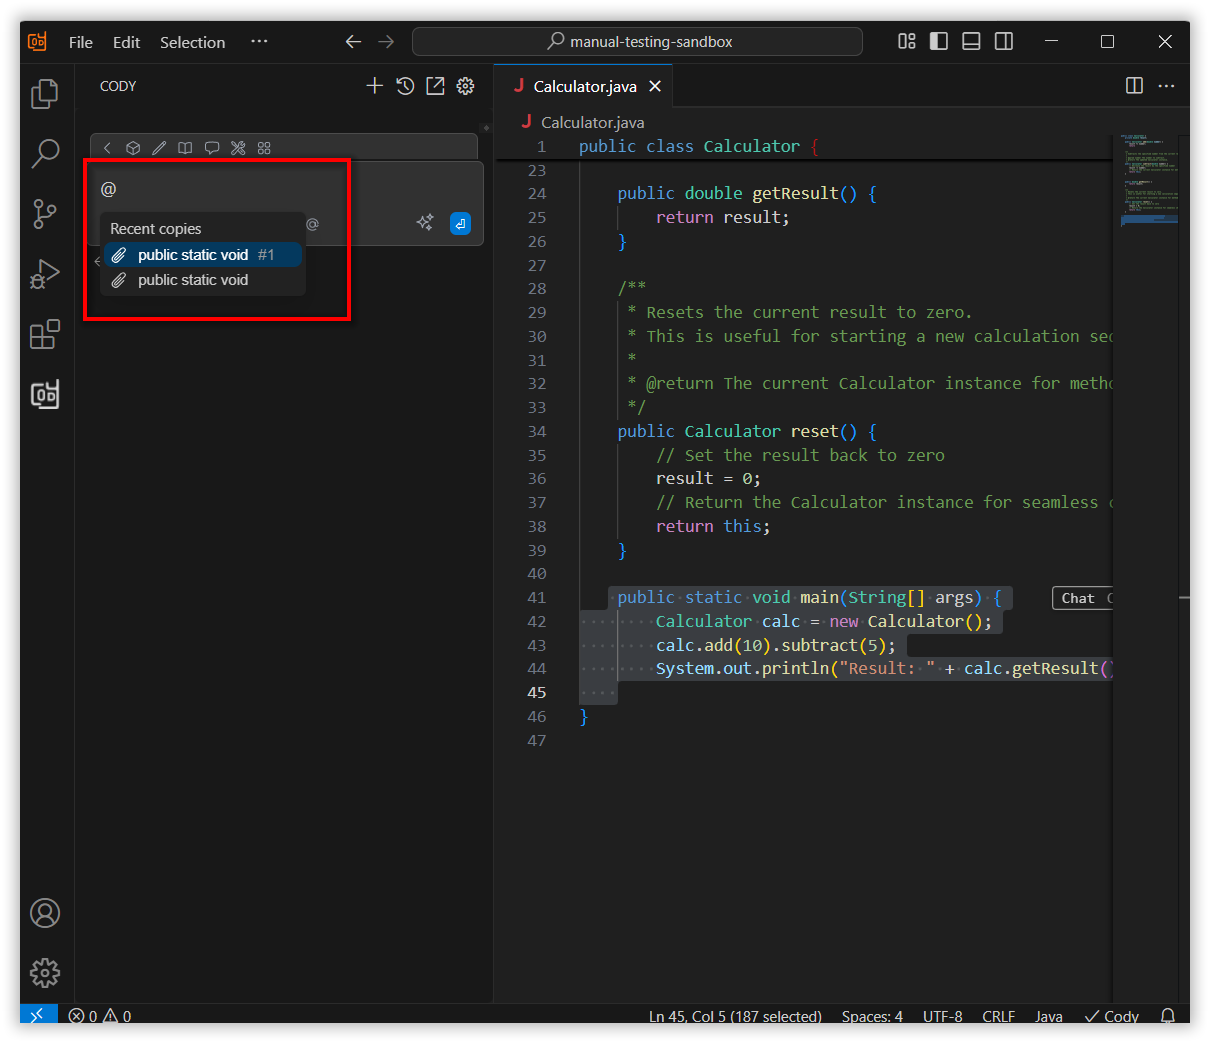 File Edit Selection ··· manual-testing-sandbox
CODY
Calculator.java
Calculator.java
@
@
Recent copies
public static void #1
public static void
1 public class Calculator {
23
24 public double getResult() {
25 return result;
26 }
27
28 /**
29 * Resets the current result to zero.
30 * This is useful for starting a new calculation seq
31 *
32 * @return The current Calculator instance for metho
33 */
34 public Calculator reset() {
35 // Set the result back to zero
36 result = 0;
37 // Return the Calculator instance for seamless c
38 return this;
39 }
40
41 public static void main(String[] args) {
Chat C
42 Calculator calc = new Calculator();
43 calc.add(10).subtract(5);
44 System.out.println("Result: " + calc.getResult()
45
46 }
47
0 0 Ln 45, Col 5 (187 selected) Spaces: 4 UTF-8 CRLF Java Cody